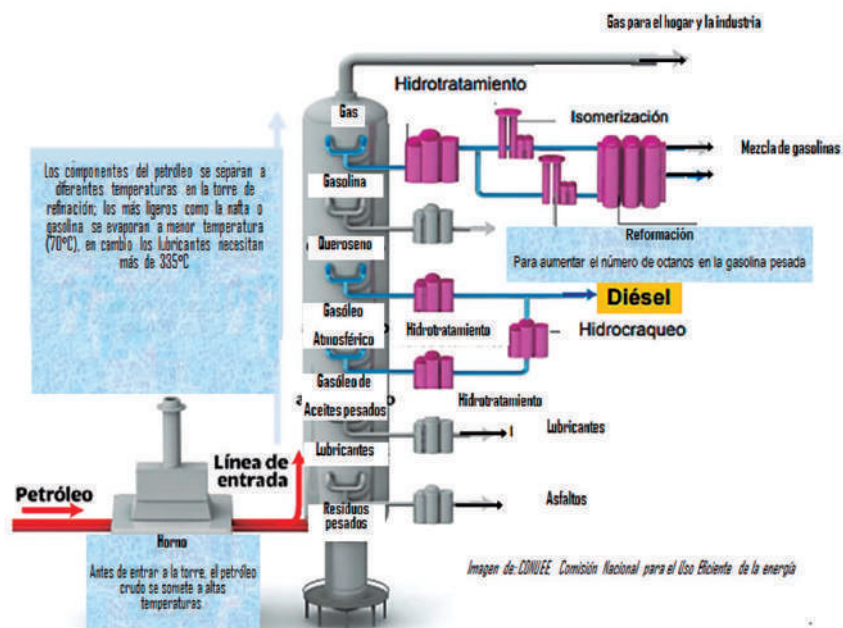 Gas para el hogar y la industria
Hidrotratamiento
Gas
Isomerización
Mezcla de gasolinas
Los componentes del petróleo se separan a
diferentes temperaturas en la torre de
refinación; los más ligeros como la nafta o
gasolina se evaporan a menor temperatura
(70°C), en cambio los lubricantes necesitan
más de 335°C
Gasolina
Queroseno
Reformación
Para aumentar el número de octanos en la gasolina pesada
Gasóleo
Atmosférico
Hidrotratamiento
Diésel
Hidrocraqueo
Gasóleo de
Aceites pesados
Hidrotratamiento
Lubricantes
Lubricantes
Línea de
entrada
Petróleo
Residuos
pesados
Asfaltos
Horno
Antes de entrar a la torre, el petróleo
crudo se somete a altas
temperaturas
Imagen de: CONUEE Comisión Nacional para el Uso Eficiente de la energía